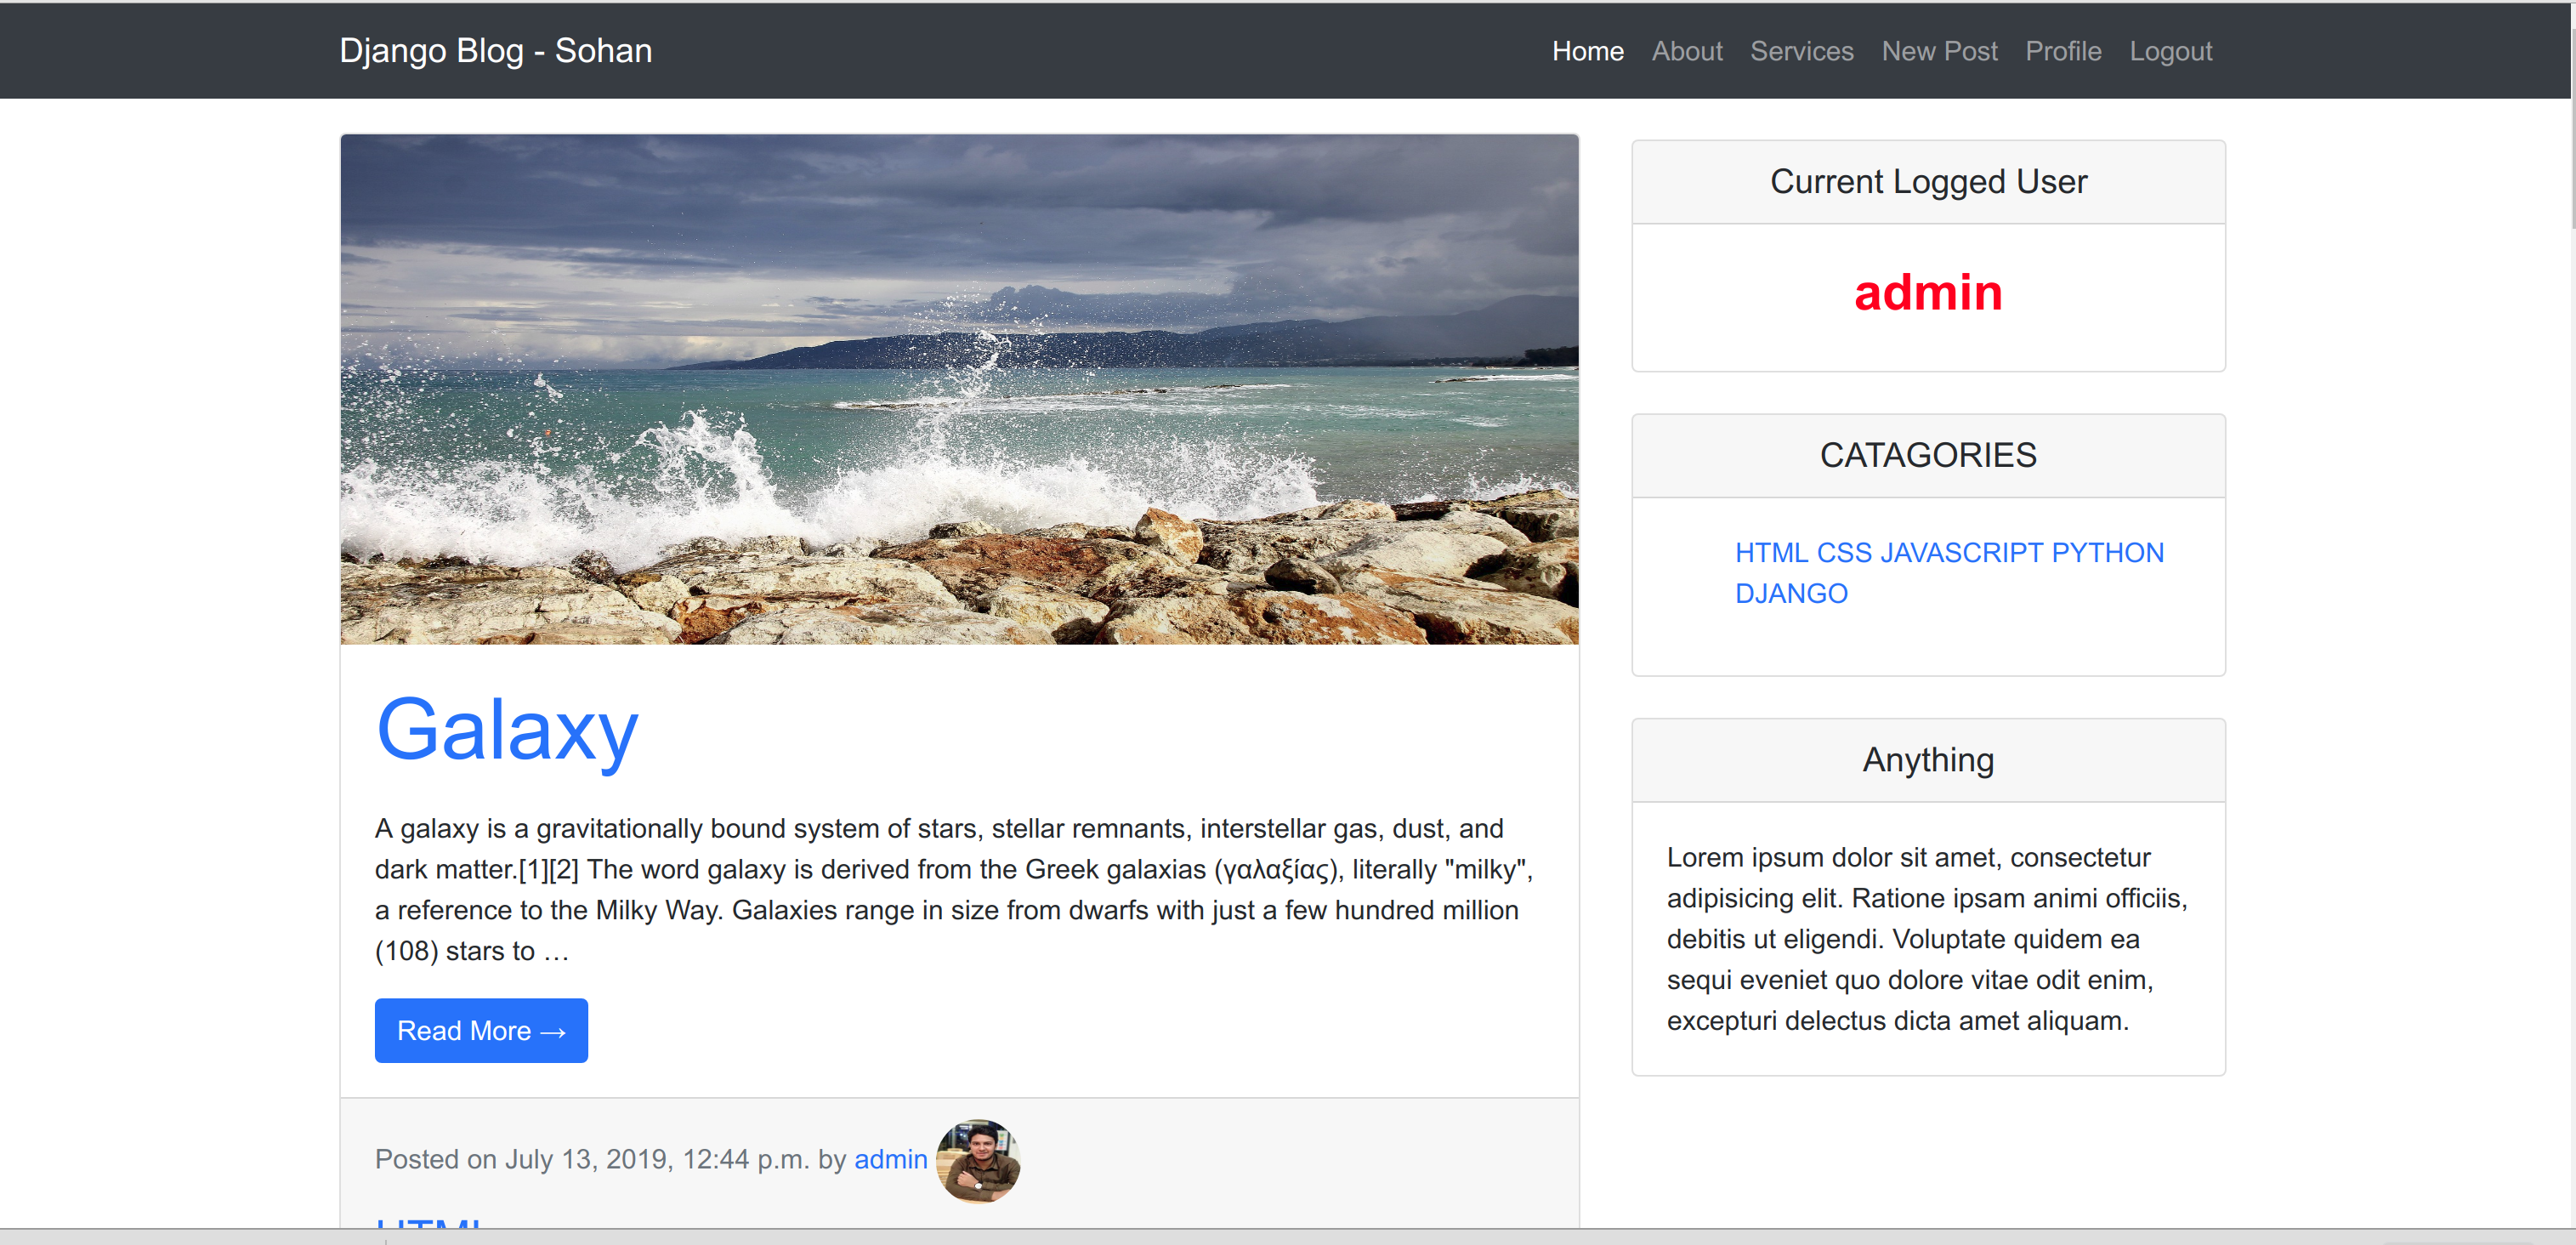 Django Blog - Sohan
Home About Services New Post Profile Logout
Galaxy
A galaxy is a gravitationally bound system of stars, stellar remnants, interstellar gas, dust, and
dark matter.[1][2] The word galaxy is derived from the Greek galaxias (γαλαξίας), literally "milky",
a reference to the Milky Way. Galaxies range in size from dwarfs with just a few hundred million
(108) stars to …
Read More →
Posted on July 13, 2019, 12:44 p.m. by admin
HTML
Current Logged User
admin
CATAGORIES
HTML CSS JAVASCRIPT PYTHON
DJANGO
Anything
Lorem ipsum dolor sit amet, consectetur
adipisicing elit. Ratione ipsam animi officiis,
debitis ut eligendi. Voluptate quidem ea
sequi eveniet quo dolore vitae odit enim,
excepturi delectus dicta amet aliquam.